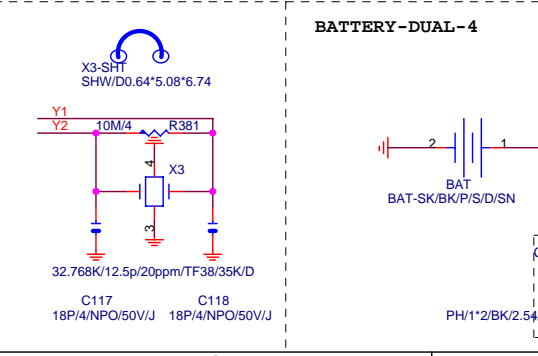 BATTERY-DUAL-4
X3-SHT
SHW/D0.64*5.08*6.74
Y1
Y2
10M/4
R381
4
X3
3
2
1
BAT
BAT-SK/BK/P/S/D/SN
32.768K/12.5p/20ppm/TF38/35K/D
C117
C118
18P/4/NPO/50V/J
18P/4/NPO/50V/J
PH/1*2/BK/2.54